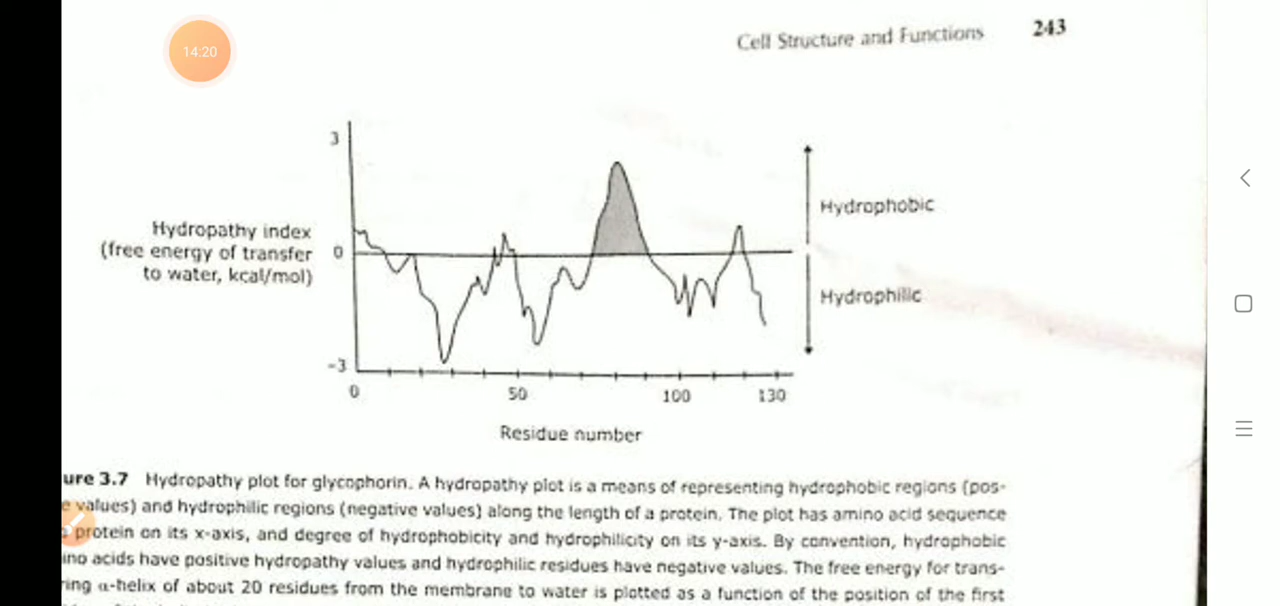 14:20
Cell Structure and Functions 243
3
Hydropathy index
(free energy of transfer
to water, kcal/mol)
0
-3
Hydrophobic
Hydrophilic
0 50 100 130
Residue number
ure 3.7 Hydropathy plot for glycophorin. A hydropathy plot is a means of representing hydrophobic regions (pos-
e values) and hydrophilic regions (negative values) along the length of a protein. The plot has amino acid sequence
protein on its x-axis, and degree of hydrophobicity and hydrophilicity on its y-axis. By convention, hydrophobic
ino acids have positive hydropathy values and hydrophilic residues have negative values. The free energy for trans-
ring α-helix of about 20 residues from the membrane to water is plotted as a function of the position of the first